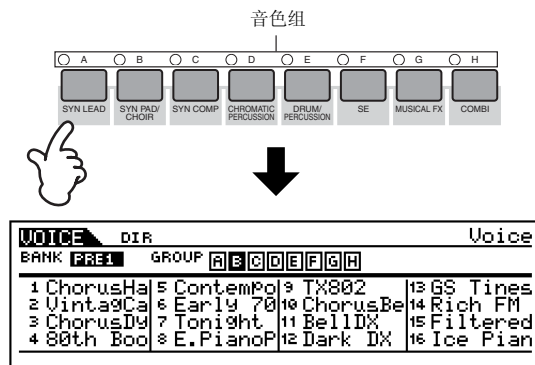 音色组
A B C D E F G H
SYN LEAD SYN PAD/ CHOIR SYN COMP CHROMATIC PERCUSSION DRUM/ PERCUSSION SE MUSICAL FX COMBI
VOICE DIR Voice
BANK PRE1 GROUP A B C D E F G H
1 ChorusHa 5 Contempo 9 TX802 13 GS Tines
2 VintagCa 6 Early 70 10 ChorusBe 14 Rich FM
3 ChorusDy 7 Tonight 11 BellDX 15 Filtered
4 80th Boo 8 E.PianoP 12 Dark DX 16 Ice Pian